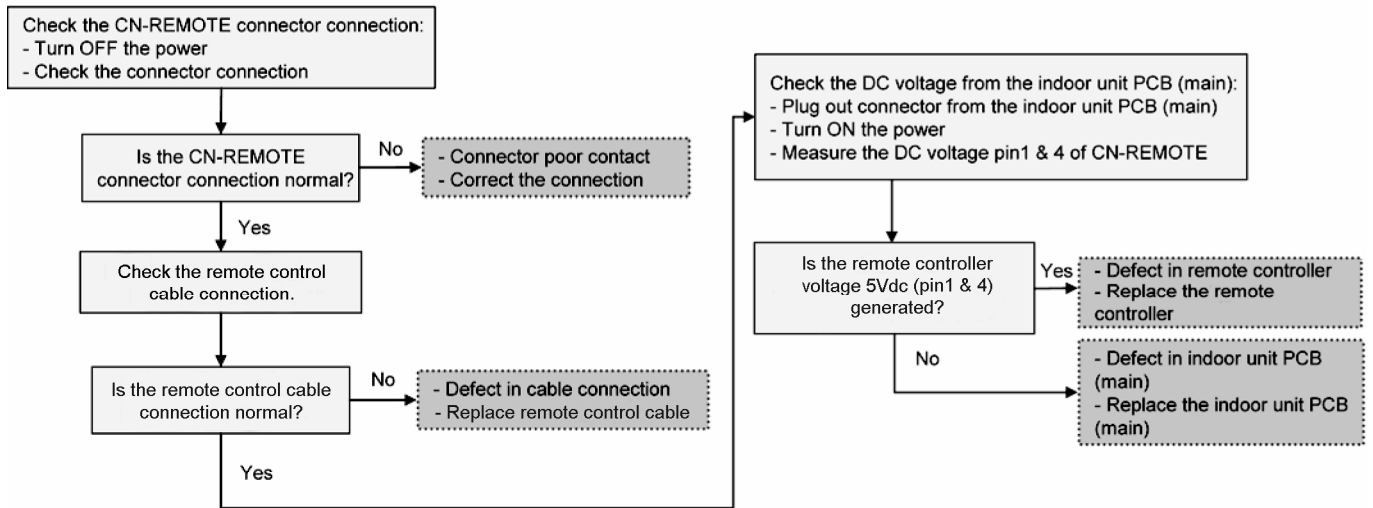 Check the CN-REMOTE connector connection:
- Turn OFF the power
- Check the connector connection
Is the CN-REMOTE
connector connection normal?
No
- Connector poor contact
- Correct the connection
Yes
Check the remote control
cable connection.
Is the remote control cable
connection normal?
No
- Defect in cable connection
- Replace remote control cable
Yes
Check the DC voltage from the indoor unit PCB (main):
- Plug out connector from the indoor unit PCB (main)
- Turn ON the power
- Measure the DC voltage pin1 & 4 of CN-REMOTE
Is the remote controller
voltage 5Vdc (pin1 & 4)
generated?
Yes
- Defect in remote controller
- Replace the remote
controller
No
- Defect in indoor unit PCB
(main)
- Replace the indoor unit PCB
(main)